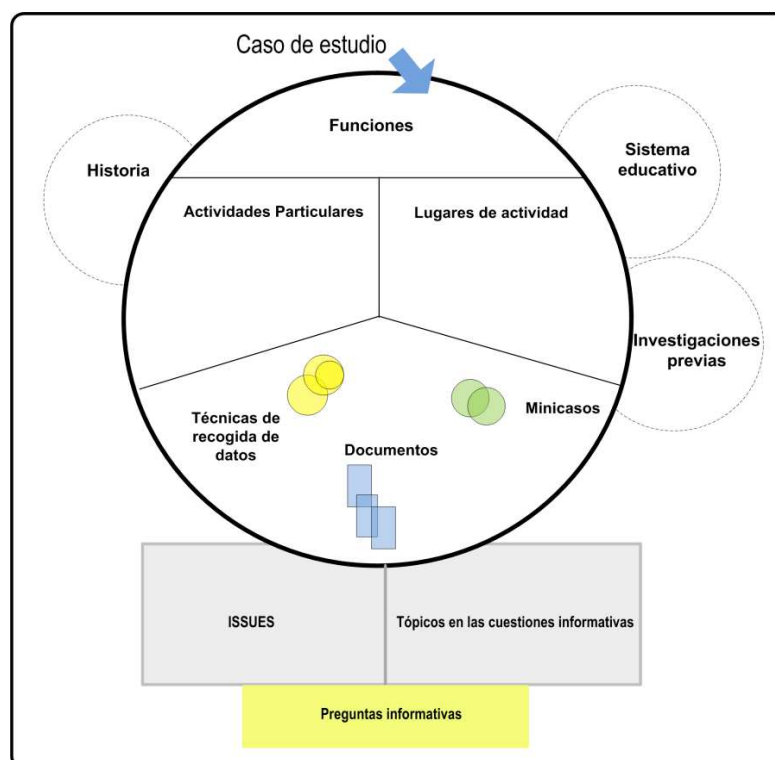 Caso de estudio
Funciones
Historia
Sistema
educativo
Actividades Particulares
Lugares de actividad
Investigaciones
previas
Técnicas de
recogida de
datos
Documentos
Minicasos
ISSUES
Tópicos en las cuestiones informativas
Preguntas informativas